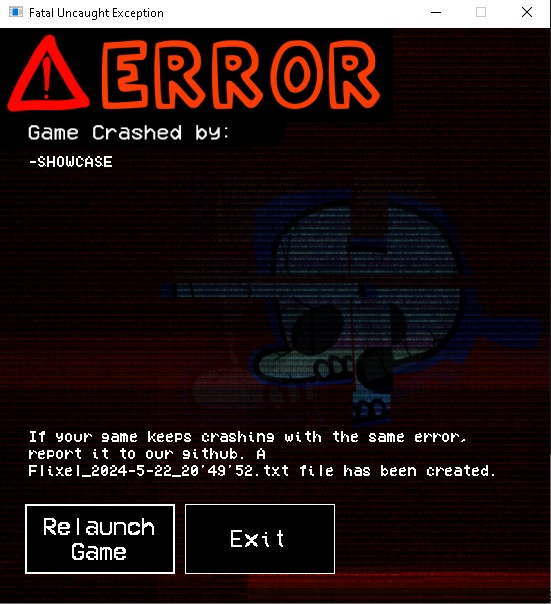 Fatal Uncaught Exception
ERROR
Game Crashed by:
-SHOWCASE
If your game keeps crashing with the same error,
report it to our github. A
Flixel_2024-5-22_20'49'52.txt file has been created.
Relaunch
Game
Exit